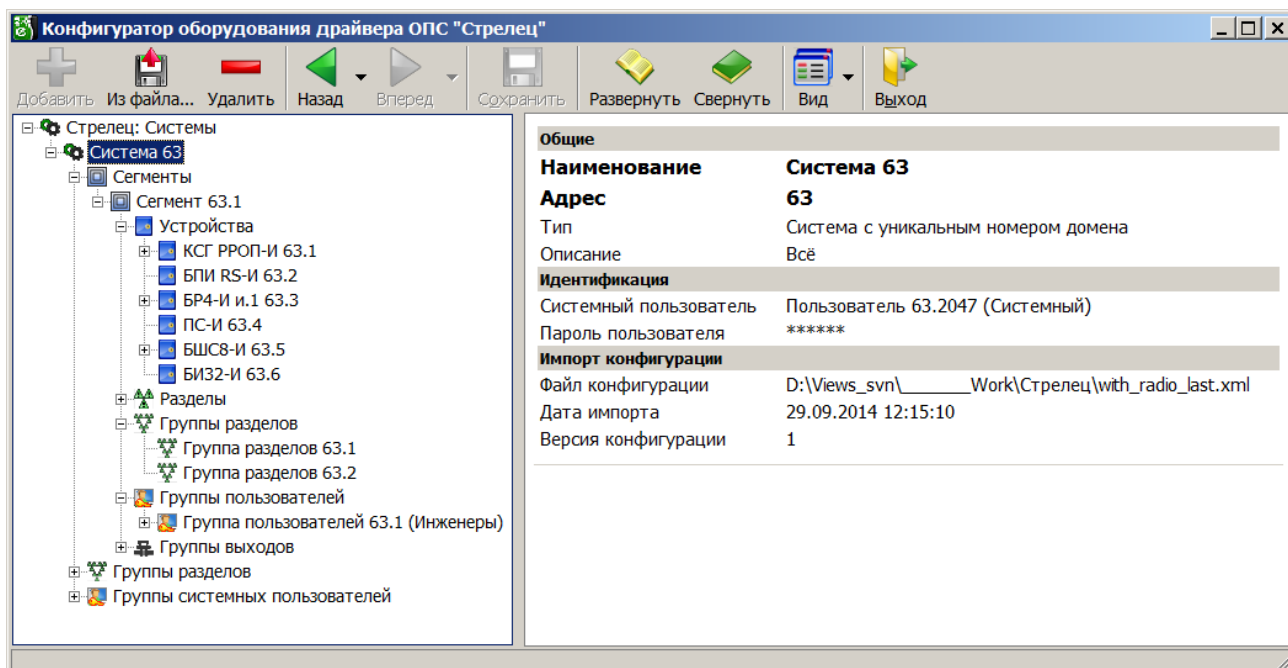 Конфигуратор оборудования драйвера ОПС "Стрелец"
Добавить Из файла... Удалить Назад Вперед Сохранить Развернуть Свернуть Вид Выход
Стрелец: Системы
Система 63
Сегменты
Сегмент 63.1
Устройства
КСГ РРОП-И 63.1
БПИ RS-И 63.2
БР4-И и.1 63.3
ПС-И 63.4
БШС8-И 63.5
БИ32-И 63.6
Разделы
Группы разделов
Группа разделов 63.1
Группа разделов 63.2
Группы пользователей
Группа пользователей 63.1 (Инженеры)
Группы выходов
Группы разделов
Группы системных пользователей
Общие
Наименование Система 63
Адрес 63
Тип Система с уникальным номером домена
Описание Всё
Идентификация
Системный пользователь Пользователь 63.2047 (Системный)
Пароль пользователя ******
Импорт конфигурации
Файл конфигурации D:\Views_svn\_______Work\Стрелец\with_radio_last.xml
Дата импорта 29.09.2014 12:15:10
Версия конфигурации 1